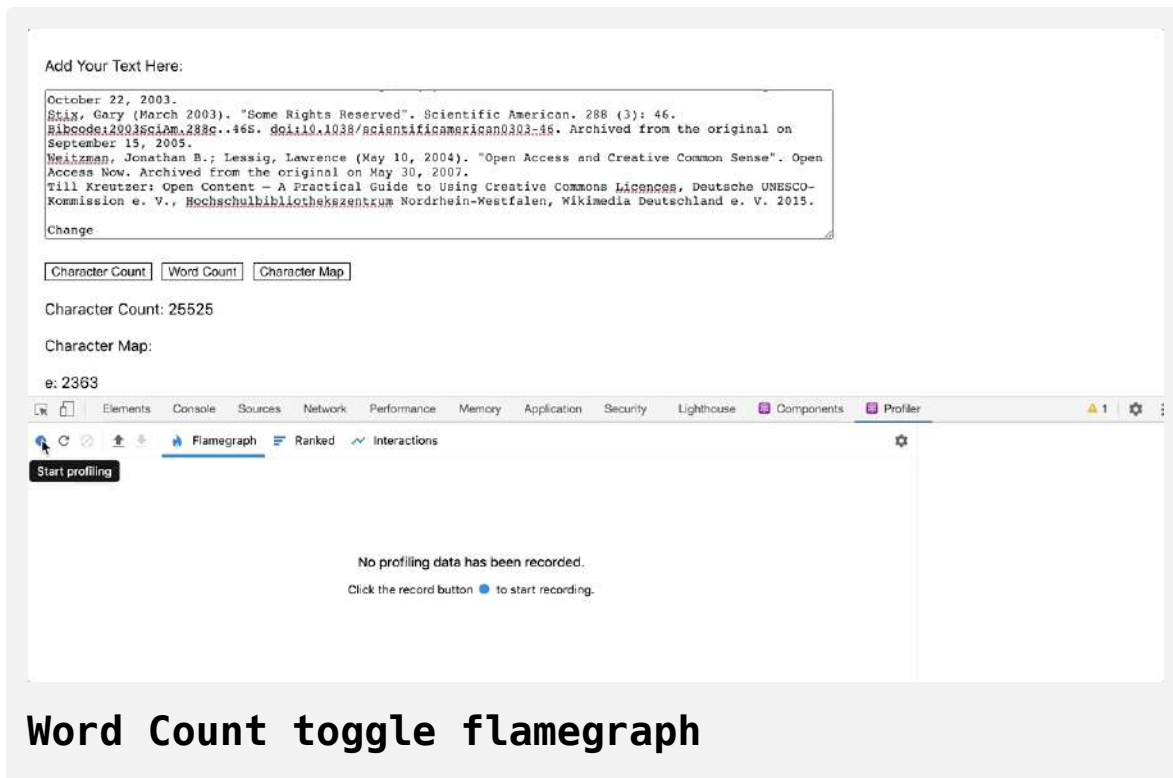 Add Your Text Here:
October 22, 2003.
Stix, Gary (March 2003). "Some Rights Reserved". Scientific American. 288 (3): 46.
Bibcode:2003SciAm.288c..46S. doi:10.1038/scientificamerican0303-46. Archived from the original on
September 15, 2005.
Weitzman, Jonathan B.; Lessig, Lawrence (May 10, 2004). "Open Access and Creative Common Sense". Open
Access Now. Archived from the original on May 30, 2007.
Till Kreutzer: Open Content – A Practical Guide to Using Creative Commons Licences, Deutsche UNESCO-
Kommission e. V., Hochschulbibliothekszentrum Nordrhein-Westfalen, Wikimedia Deutschland e. V. 2015.
Change
Character Count Word Count Character Map
Character Count: 25525
Character Map:
e: 2363
Elements Console Sources Network Performance Memory Application Security Lighthouse Components Profiler 1
Flamegraph Ranked Interactions
Start profiling
No profiling data has been recorded.
Click the record button to start recording.
Word Count toggle flamegraph